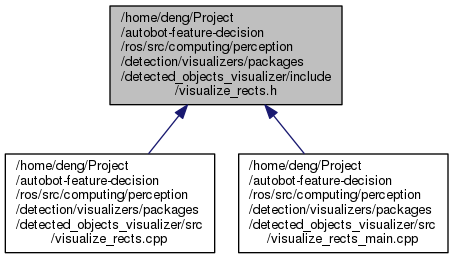 /home/deng/Project
/autobot-feature-decision
/ros/src/computing/perception
/detection/visualizers/packages
/detected_objects_visualizer/include
/visualize_rects.h
/home/deng/Project
/autobot-feature-decision
/ros/src/computing/perception
/detection/visualizers/packages
/detected_objects_visualizer/src
/visualize_rects.cpp
/home/deng/Project
/autobot-feature-decision
/ros/src/computing/perception
/detection/visualizers/packages
/detected_objects_visualizer/src
/visualize_rects_main.cpp